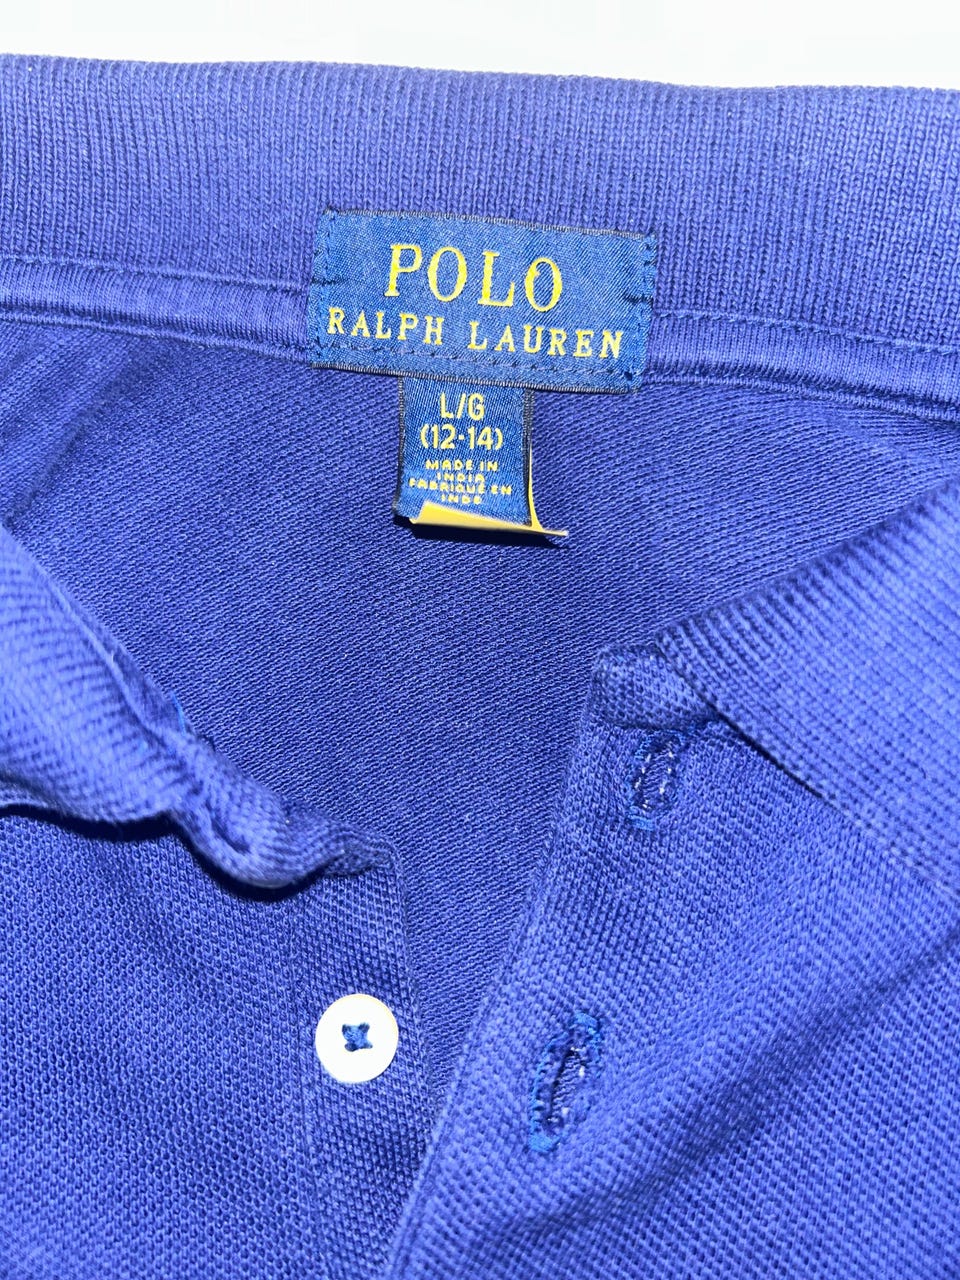 POLO
RALPH LAUREN
L/G
(12-14)
MADE IN
INDIA
FABRIQUÉ EN
INDE